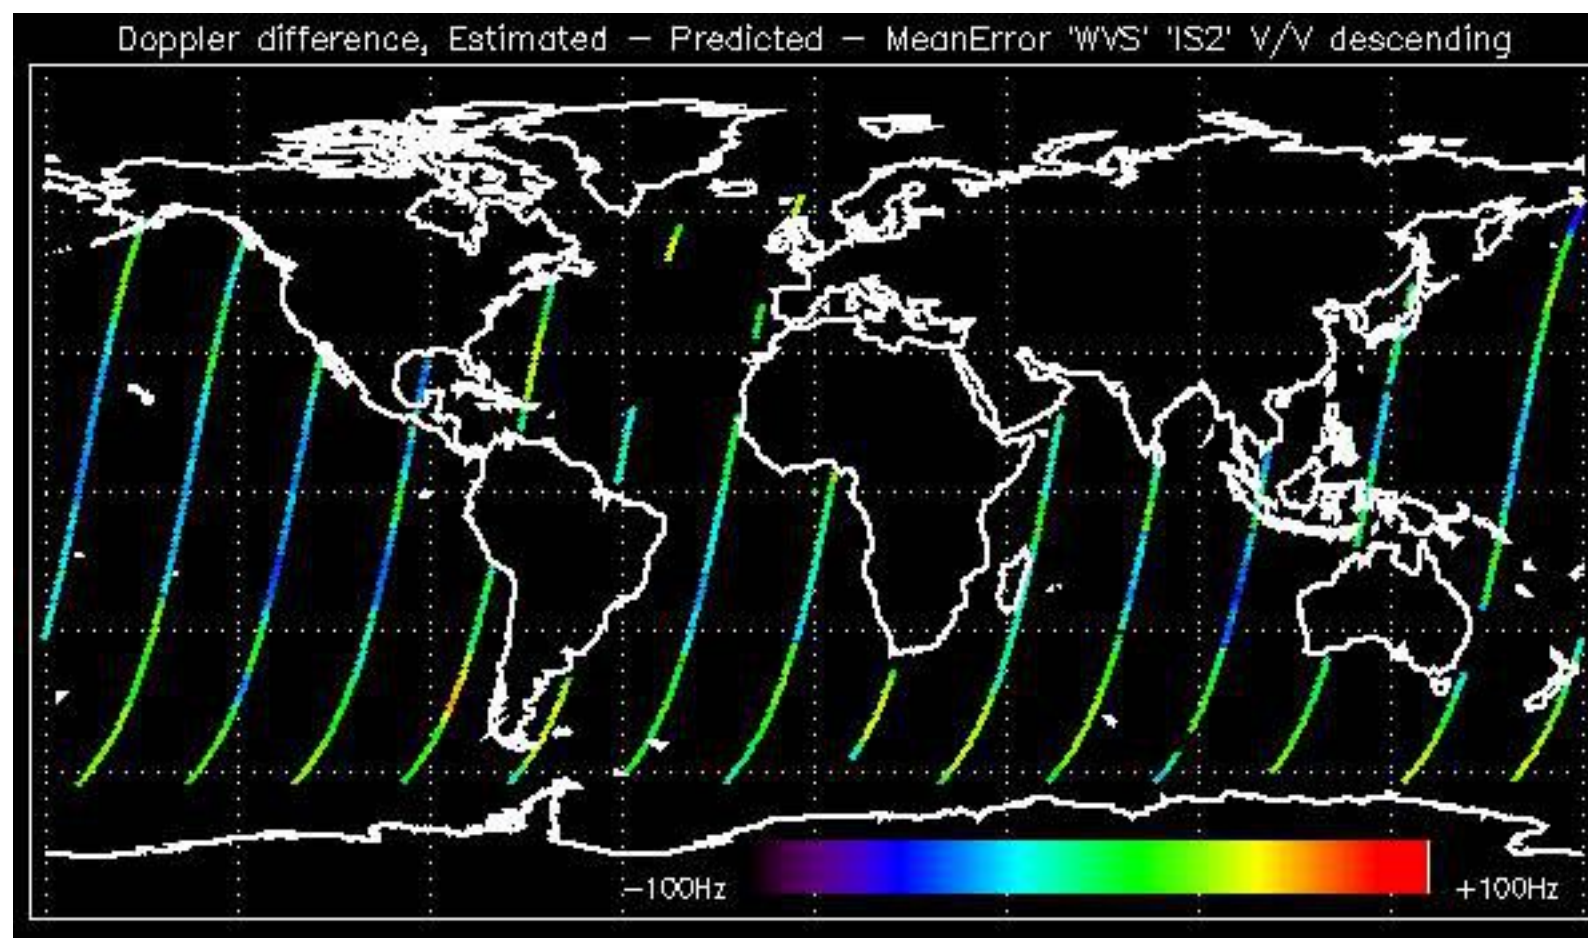 Doppler difference, Estimated – Predicted – MeanError 'WVS' 'IS2' V/V descending
−100Hz +100Hz